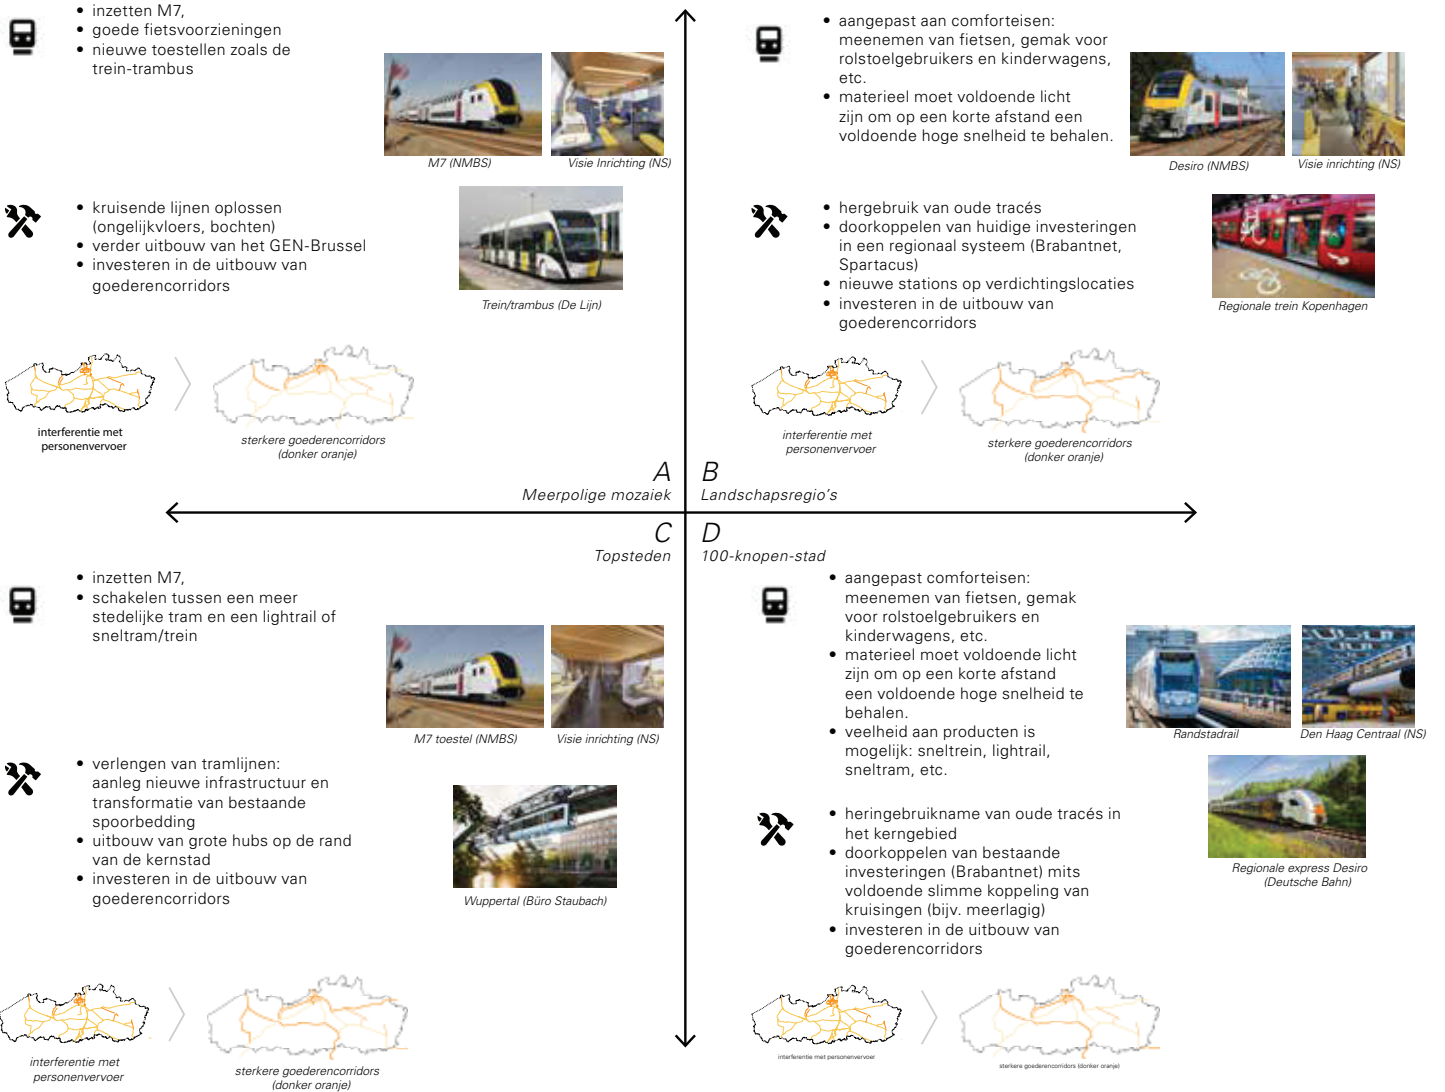 • inzetten M7,
• goede fietsvoorzieningen
• nieuwe toestellen zoals de
trein-trambus
M7 (NMBS)
Visie Inrichting (NS)
• kruisende lijnen oplossen
(ongelijkvloers, bochten)
• verder uitbouw van het GEN-Brussel
• investeren in de uitbouw van
goederencorridors
Trein/trambus (De Lijn)
interferentie met
personenvervoer
sterkere goederencorridors
(donker oranje)
A
Meerpolige mozaiek
• aangepast aan comforteisen:
meenemen van fietsen, gemak voor
rolstoelgebruikers en kinderwagens,
etc.
• materieel moet voldoende licht
zijn om op een korte afstand een
voldoende hoge snelheid te behalen.
Desiro (NMBS)
Visie inrichting (NS)
• hergebruik van oude tracés
• doorkoppelen van huidige investeringen
in een regionaal systeem (Brabantnet,
Spartacus)
• nieuwe stations op verdichtingslocaties
• investeren in de uitbouw van
goederencorridors
Regionale trein Kopenhagen
interferentie met
personenvervoer
sterkere goederencorridors
(donker oranje)
B
Landschapsregio's
C
Topsteden
• inzetten M7,
• schakelen tussen een meer
stedelijke tram en een lightrail of
sneltram/trein
M7 toestel (NMBS)
Visie inrichting (NS)
• verlengen van tramlijnen:
aanleg nieuwe infrastructuur en
transformatie van bestaande
spoorbedding
• uitbouw van grote hubs op de rand
van de kernstad
• investeren in de uitbouw van
goederencorridors
Wuppertal (Büro Staubach)
interferentie met
personenvervoer
sterkere goederencorridors
(donker oranje)
D
100-knopen-stad
• aangepast comforteisen:
meenemen van fietsen, gemak
voor rolstoelgebruikers en
kinderwagens, etc.
• materieel moet voldoende licht
zijn om op een korte afstand
een voldoende hoge snelheid te
behalen.
• veelheid aan producten is
mogelijk: sneltrein, lightrail,
sneltram, etc.
Randstadrail
Den Haag Centraal (NS)
• heringebruikname van oude tracés in
het kerngebied
• doorkoppelen van bestaande
investeringen (Brabantnet) mits
voldoende slimme koppeling van
kruisingen (bijv. meerlagig)
• investeren in de uitbouw van
goederencorridors
Regionale express Desiro
(Deutsche Bahn)
interferentie met personenvervoer
sterkere goederencorridors (donker oranje)